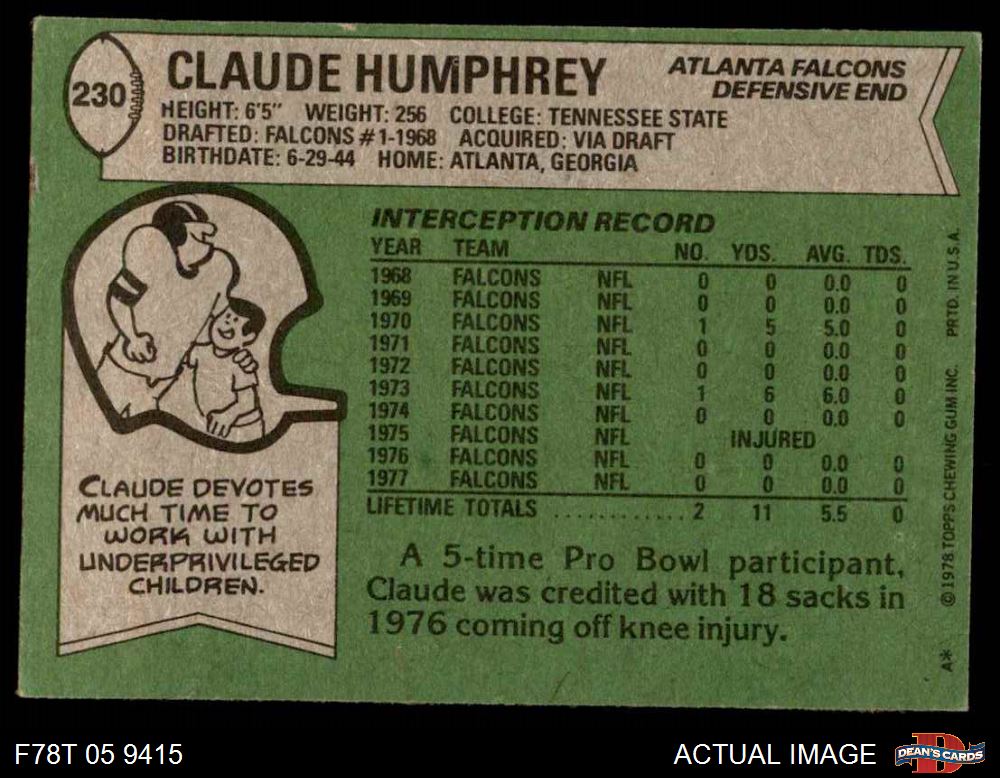 230
CLAUDE HUMPHREY
ATLANTA FALCONS
DEFENSIVE END
HEIGHT: 6'5" WEIGHT: 256 COLLEGE: TENNESSEE STATE
DRAFTED: FALCONS #1-1968 ACQUIRED: VIA DRAFT
BIRTHDATE: 6-29-44 HOME: ATLANTA, GEORGIA
INTERCEPTION RECORD
YEAR TEAM NO. YDS. AVG. TDS.
1968 FALCONS NFL 0 0 0.0 0
1969 FALCONS NFL 0 0 0.0 0
1970 FALCONS NFL 1 5 5.0 0
1971 FALCONS NFL 0 0 0.0 0
1972 FALCONS NFL 0 0 0.0 0
1973 FALCONS NFL 1 6 6.0 0
1974 FALCONS NFL 0 0 0.0 0
1975 FALCONS NFL INJURED
1976 FALCONS NFL 0 0 0.0 0
1977 FALCONS NFL 0 0 0.0 0
LIFETIME TOTALS ............ 2 11 5.5 0
A 5-time Pro Bowl participant,
Claude was credited with 18 sacks in
1976 coming off knee injury.
CLAUDE DEVOTES
MUCH TIME TO
WORK WITH
UNDERPRIVILEGED
CHILDREN.
A* © 1978 TOPPS CHEWING GUM INC. PRTD. IN U.S.A.
F78T 05 9415
ACTUAL IMAGE
DEAN'S CARDS